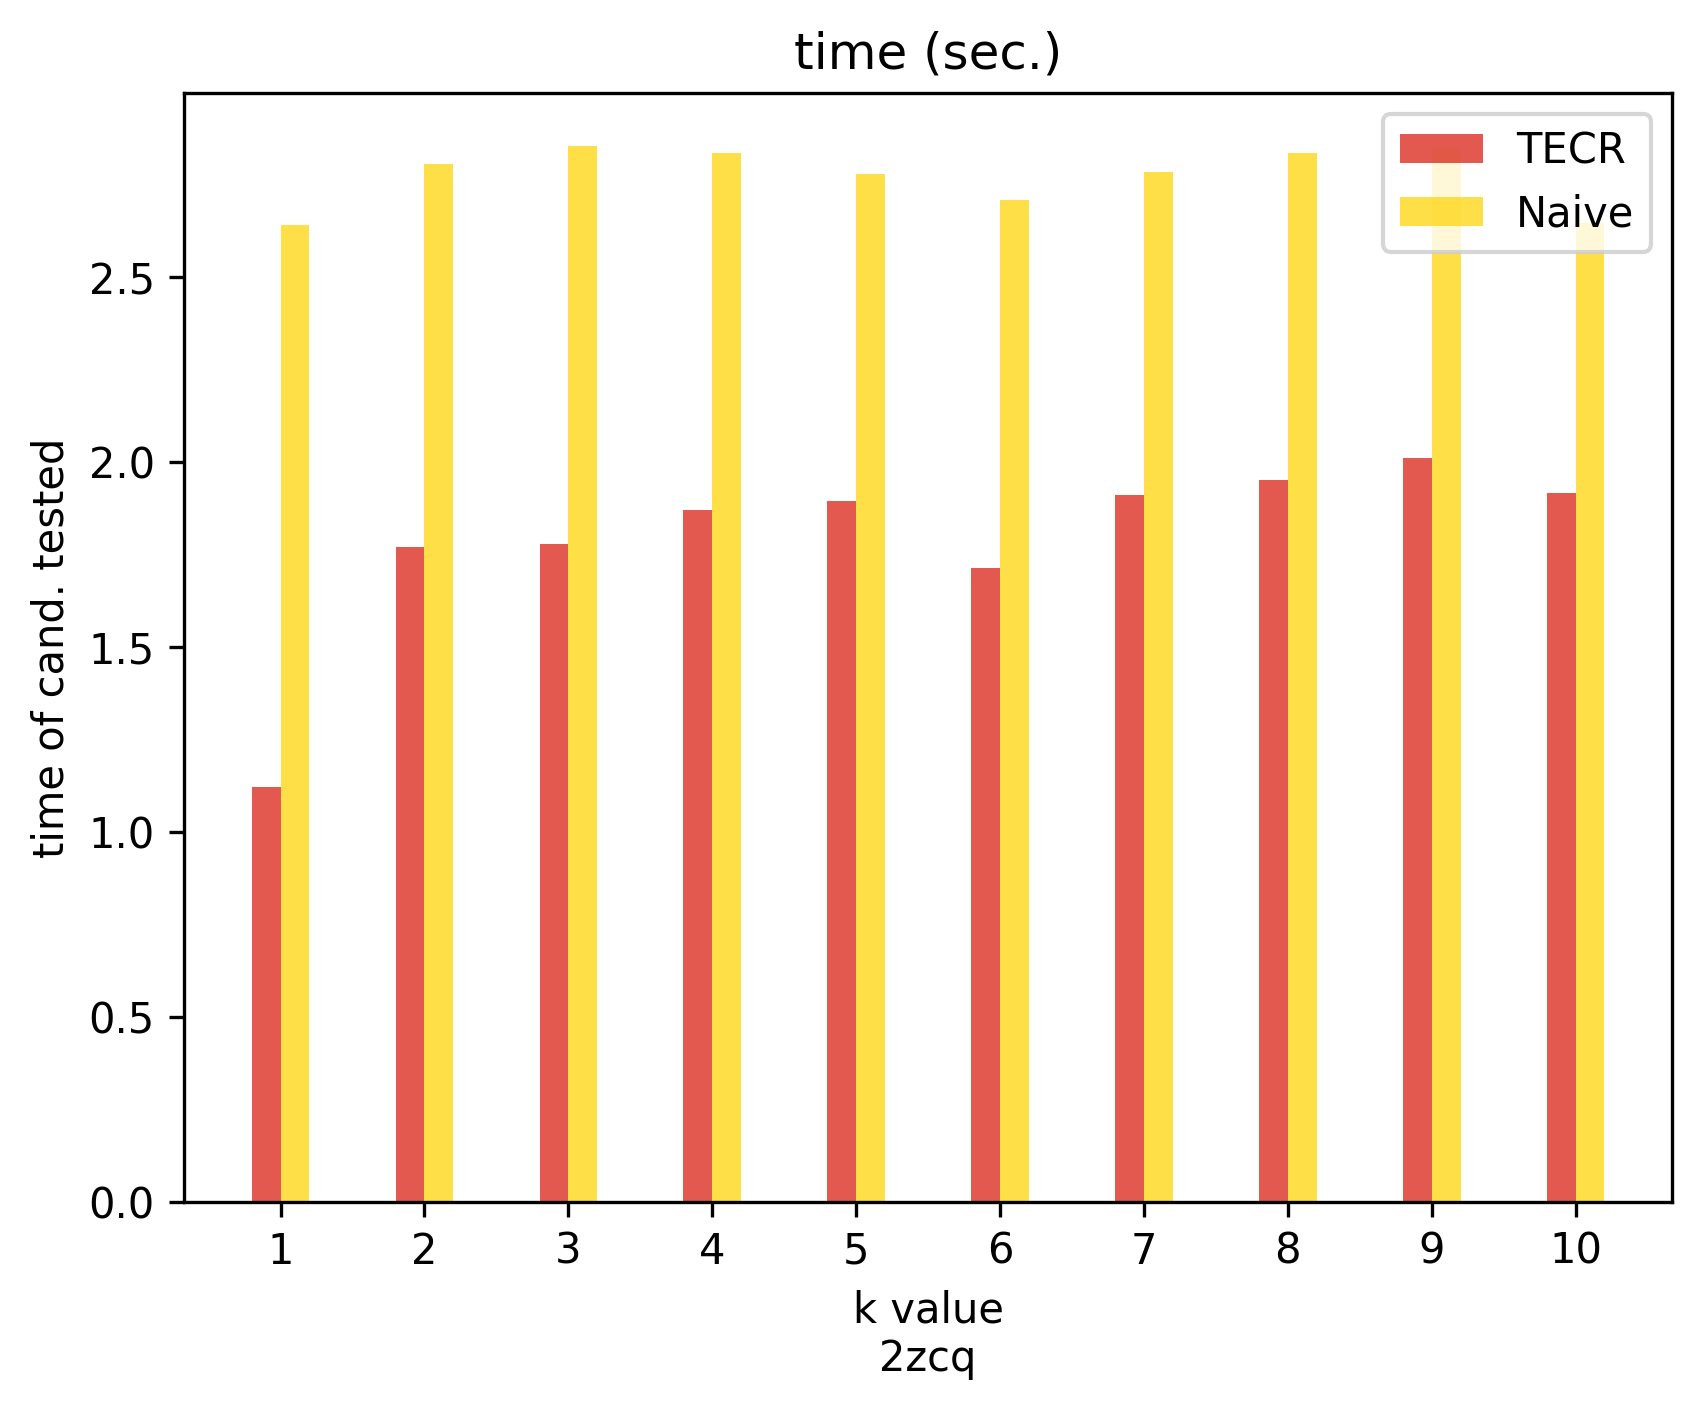 time (sec.)
TECR
Naive
time of cand. tested
2.5
2.0
1.5
1.0
0.5
0.0
1 2 3 4 5 6 7 8 9 10
k value
2zcq